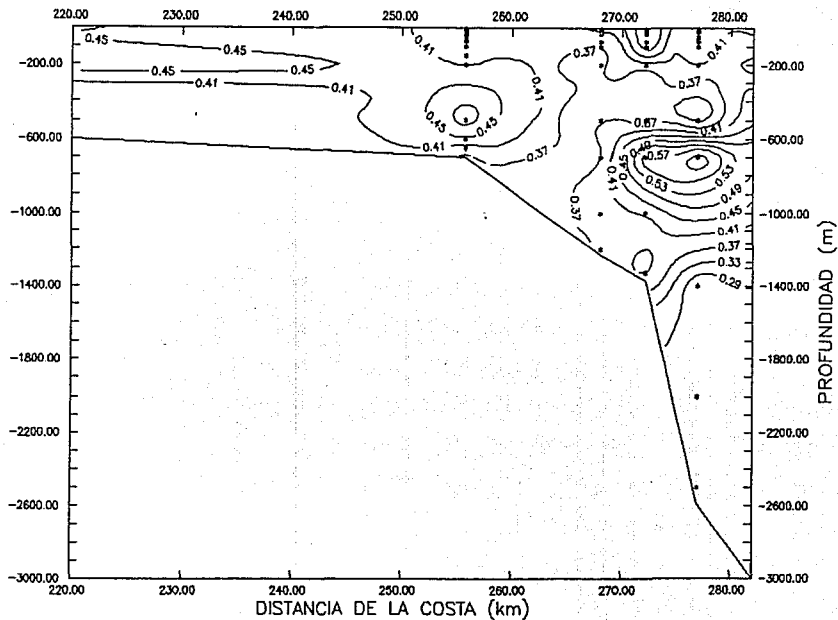 220.00 230.00 240.00 250.00 260.00 270.00 280.00
0.45 0.45 0.41 0.37 0.41
0.45 0.45 0.41 0.37
0.41 0.41
-200.00 -200.00
0.45 0.45 0.67 0.41
-600.00 0.41 0.37 0.45 0.49 0.57 0.53 -600.00
0.41 0.53 0.49
0.37 0.45
-1000.00 0.41 -1000.00
0.37
0.33
-1400.00 0.29 -1400.00
-1800.00 -1800.00
-2200.00 -2200.00
-2600.00 -2600.00
-3000.00 -3000.00
220.00 230.00 240.00 250.00 260.00 270.00 280.00
DISTANCIA DE LA COSTA (km)
PROFUNDIDAD (m)